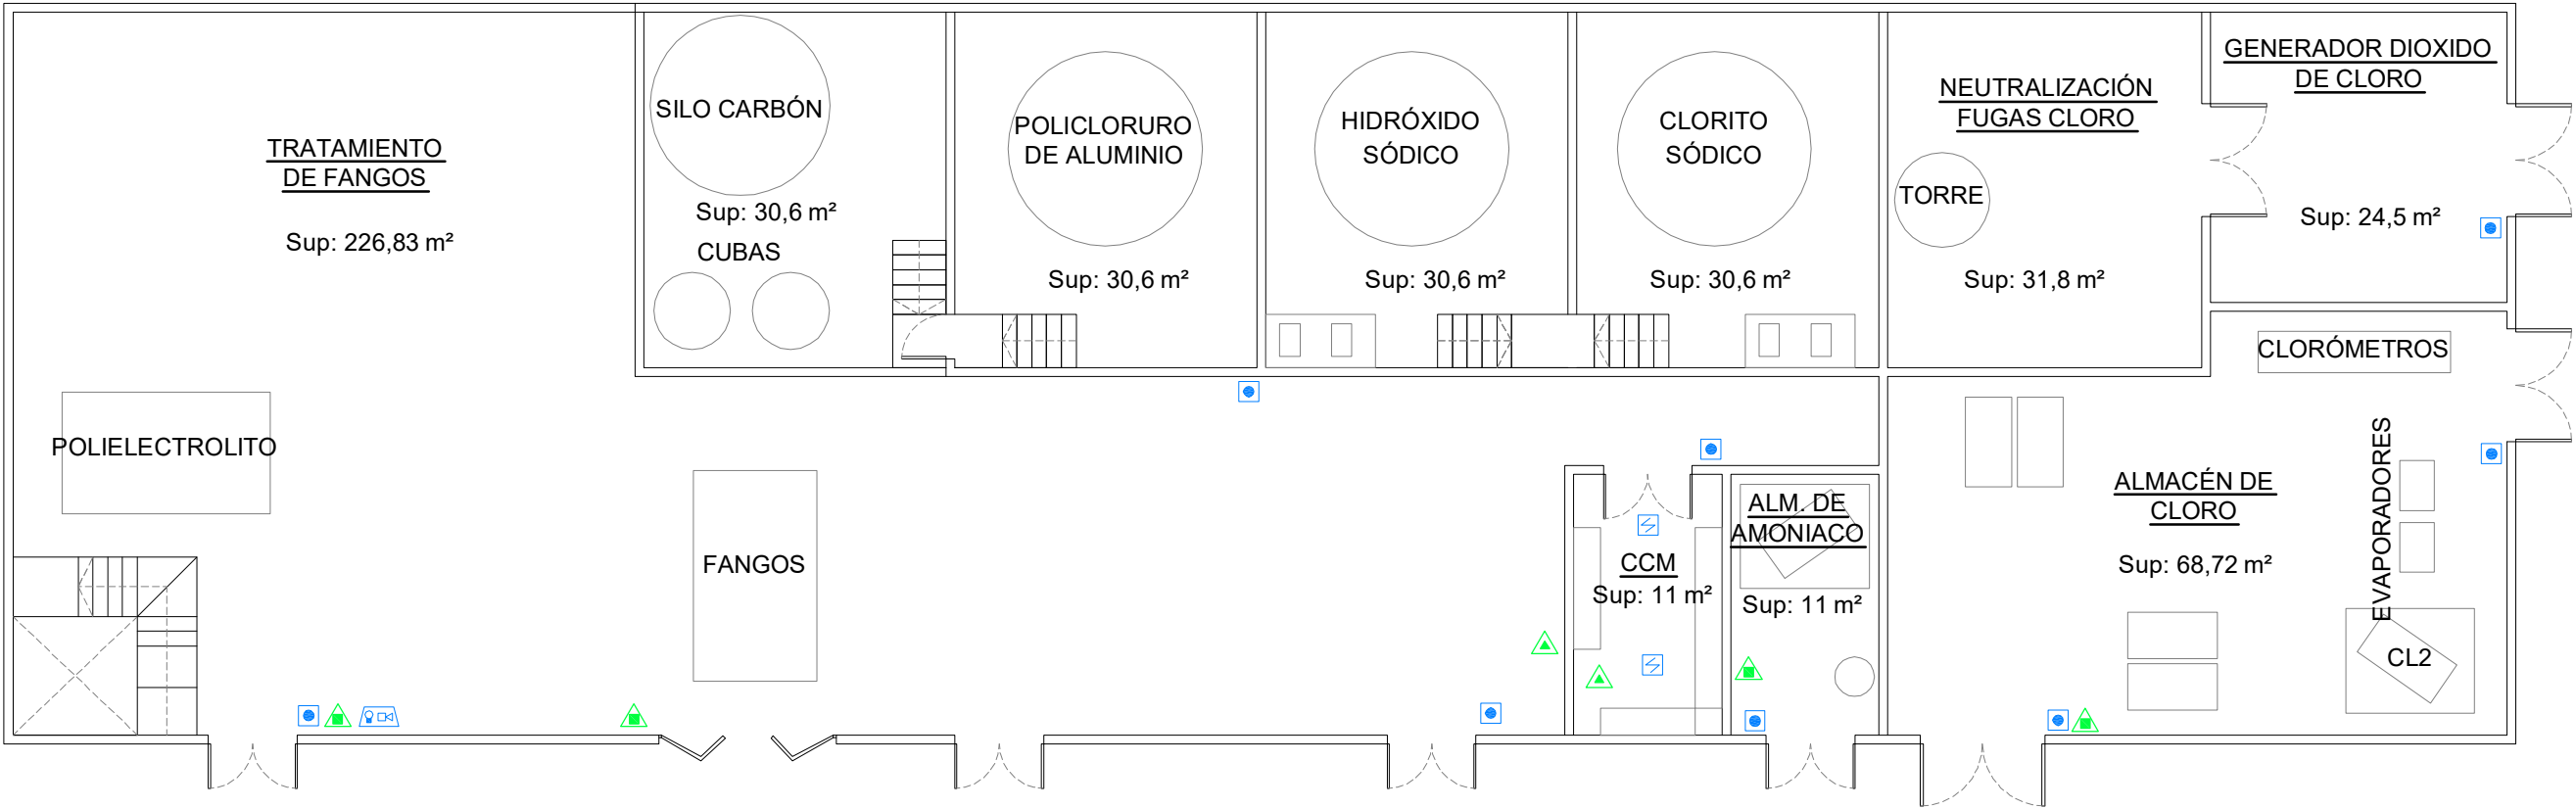 TRATAMIENTO
DE FANGOS
Sup: 226,83 m²
POLIELECTROLITO
FANGOS
SILO CARBÓN
Sup: 30,6 m²
CUBAS
POLICLORURO
DE ALUMINIO
Sup: 30,6 m²
HIDRÓXIDO
SÓDICO
Sup: 30,6 m²
CLORITO
SÓDICO
Sup: 30,6 m²
NEUTRALIZACIÓN
FUGAS CLORO
TORRE
Sup: 31,8 m²
GENERADOR DIOXIDO
DE CLORO
Sup: 24,5 m²
CLORÓMETROS
EVAPORADORES
ALMACÉN DE
CLORO
Sup: 68,72 m²
CL2
CCM
Sup: 11 m²
ALM. DE
AMONIACO
Sup: 11 m²